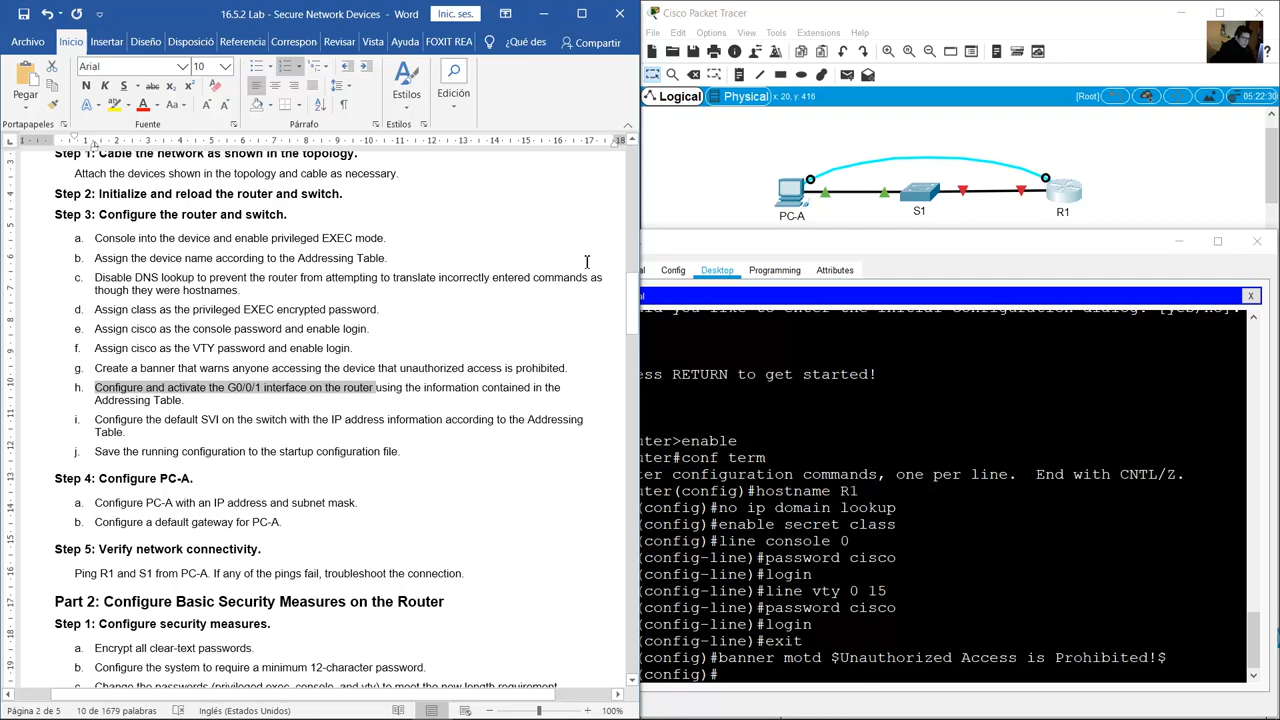 16.5.2 Lab - Secure Network Devices - Word
Inic. ses.
Archivo
Inicio
Insertar
Disposició
Referencia
Correspon
Revisar
Vista
Ayuda
FOXIT REA
¿Qué des
Compartir
Arial
10
Pegar
N
K
S
Aa
Estilos
Edición
Portapapeles
Fuente
Párrafo
Estilos
Step 1: Cable the network as shown in the topology.
Attach the devices shown in the topology and cable as necessary.
Step 2: Initialize and reload the router and switch.
Step 3: Configure the router and switch.
a. Console into the device and enable privileged EXEC mode.
b. Assign the device name according to the Addressing Table.
c. Disable DNS lookup to prevent the router from attempting to translate incorrectly entered commands as
though they were hostnames.
d. Assign class as the privileged EXEC encrypted password.
e. Assign cisco as the console password and enable login.
f. Assign cisco as the VTY password and enable login.
g. Create a banner that warns anyone accessing the device that unauthorized access is prohibited.
h. Configure and activate the G0/0/1 interface on the router using the information contained in the
Addressing Table.
i. Configure the default SVI on the switch with the IP address information according to the Addressing
Table.
j. Save the running configuration to the startup configuration file.
Step 4: Configure PC-A.
a. Configure PC-A with an IP address and subnet mask.
b. Configure a default gateway for PC-A.
Step 5: Verify network connectivity.
Ping R1 and S1 from PC-A. If any of the pings fail, troubleshoot the connection.
Part 2: Configure Basic Security Measures on the Router
Step 1: Configure security measures.
a. Encrypt all clear-text passwords.
b. Configure the system to require a minimum 12-character password.
c. Change the passwords (privileged exec, console, and vty) to meet the new length requirement.
Página 2 de 5
10 de 1679 palabras
Inglés (Estados Unidos)
100%
Cisco Packet Tracer
File Edit Options View Tools Extensions Help
Logical
Physical
x: 20, y: 416
[Root]
05:22:30
PC-A
S1
R1
Config
Desktop
Programming
Attributes
X
ess RETURN to get started!
uter>enable
uter#conf term
ter configuration commands, one per line. End with CNTL/Z.
uter(config)#hostname R1
(config)#no ip domain lookup
(config)#enable secret class
(config)#line console 0
(config-line)#password cisco
(config-line)#login
(config-line)#line vty 0 15
(config-line)#password cisco
(config-line)#login
(config-line)#exit
(config)#banner motd $Unauthorized Access is Prohibited!$
(config)#